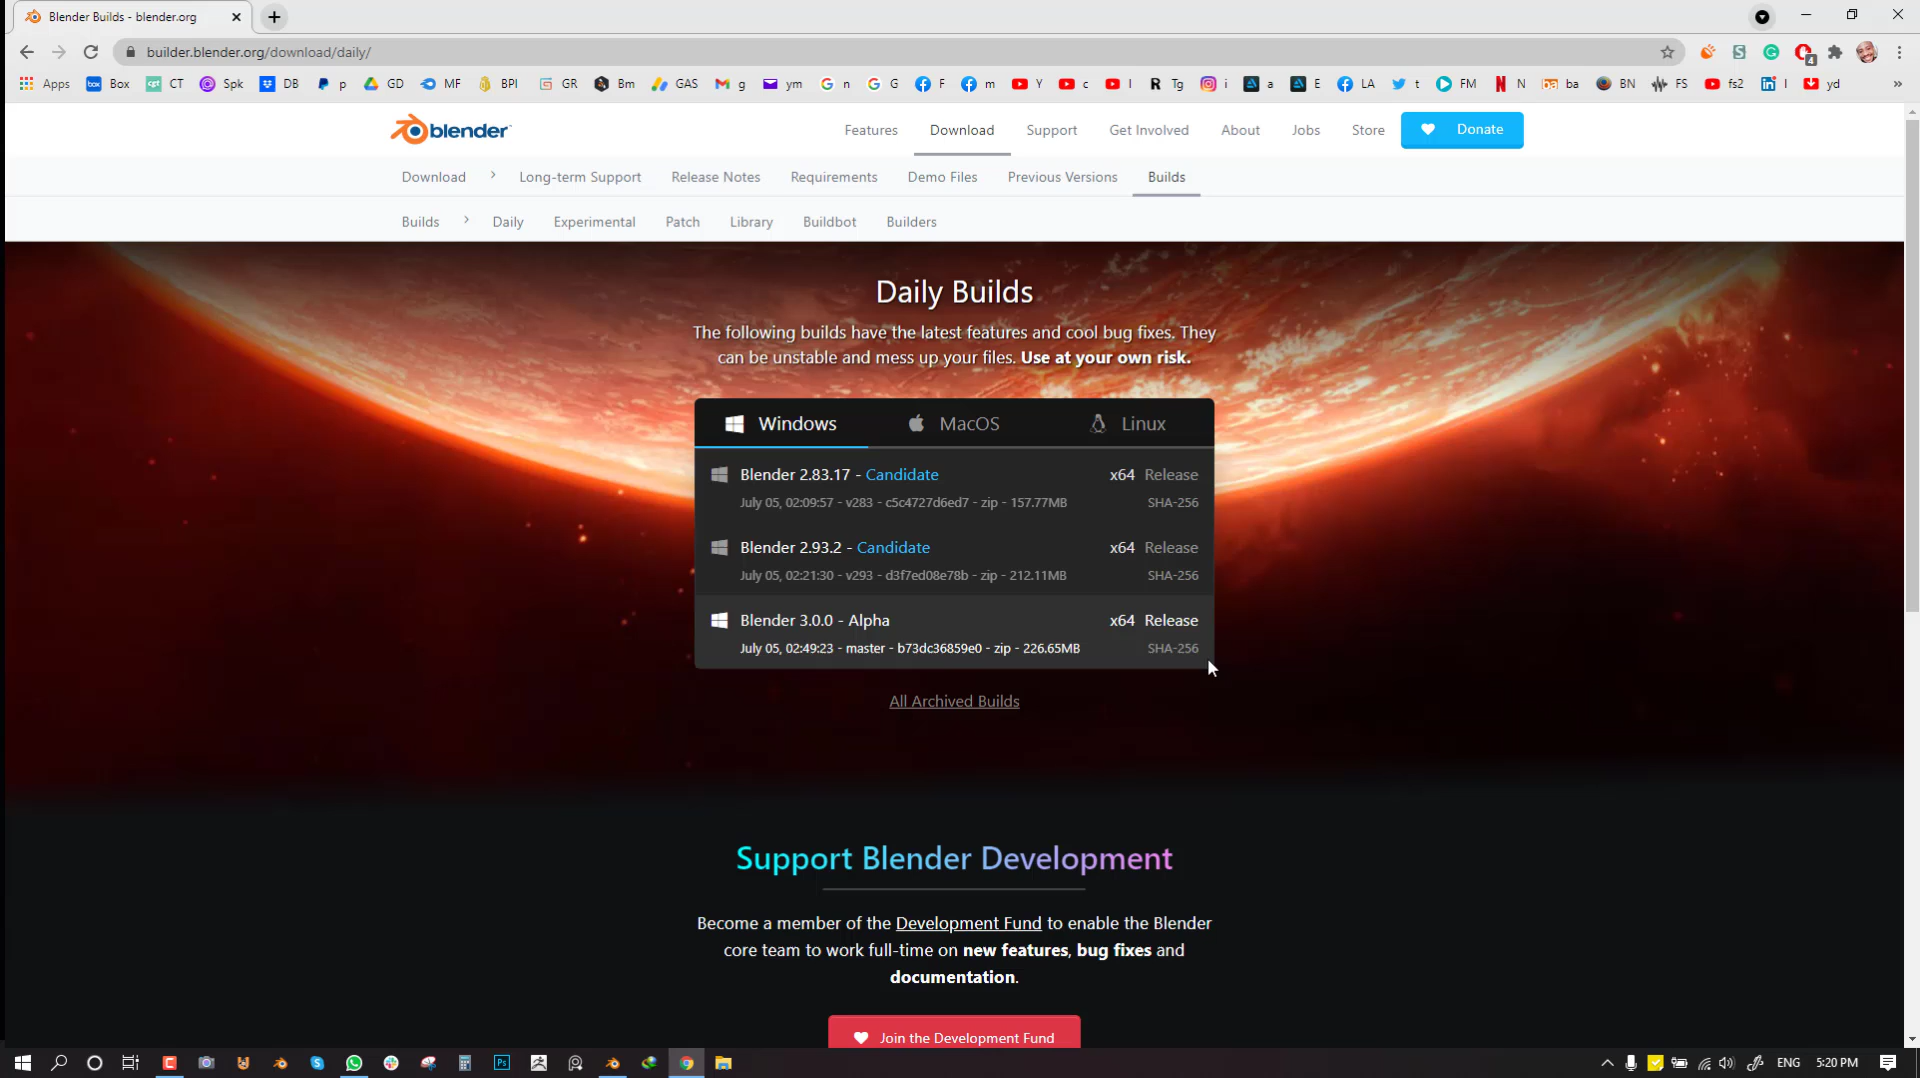 Blender Builds - blender.org
builder.blender.org/download/daily/
4
Apps Box CT Spk DB p GD MF BPI GR Bm GAS g ym n G F m Y c I Tg i a E LA t FM N ba BN FS fs2 l yd »
blender
Features Download Support Get Involved About Jobs Store Donate
Download Long-term Support Release Notes Requirements Demo Files Previous Versions Builds
Builds Daily Experimental Patch Library Buildbot Builders
Daily Builds
The following builds have the latest features and cool bug fixes. They
can be unstable and mess up your files. Use at your own risk.
Windows MacOS Linux
Blender 2.83.17 - Candidate x64 Release
July 05, 02:09:57 - v283 - c5c4727d6ed7 - zip - 157.77MB SHA-256
Blender 2.93.2 - Candidate x64 Release
July 05, 02:21:30 - v293 - d3f7ed08e78b - zip - 212.11MB SHA-256
Blender 3.0.0 - Alpha x64 Release
July 05, 02:49:23 - master - b73dc36859e0 - zip - 226.65MB SHA-256
All Archived Builds
Support Blender Development
Become a member of the Development Fund to enable the Blender
core team to work full-time on new features, bug fixes and
documentation.
Join the Development Fund
ENG 5:20 PM